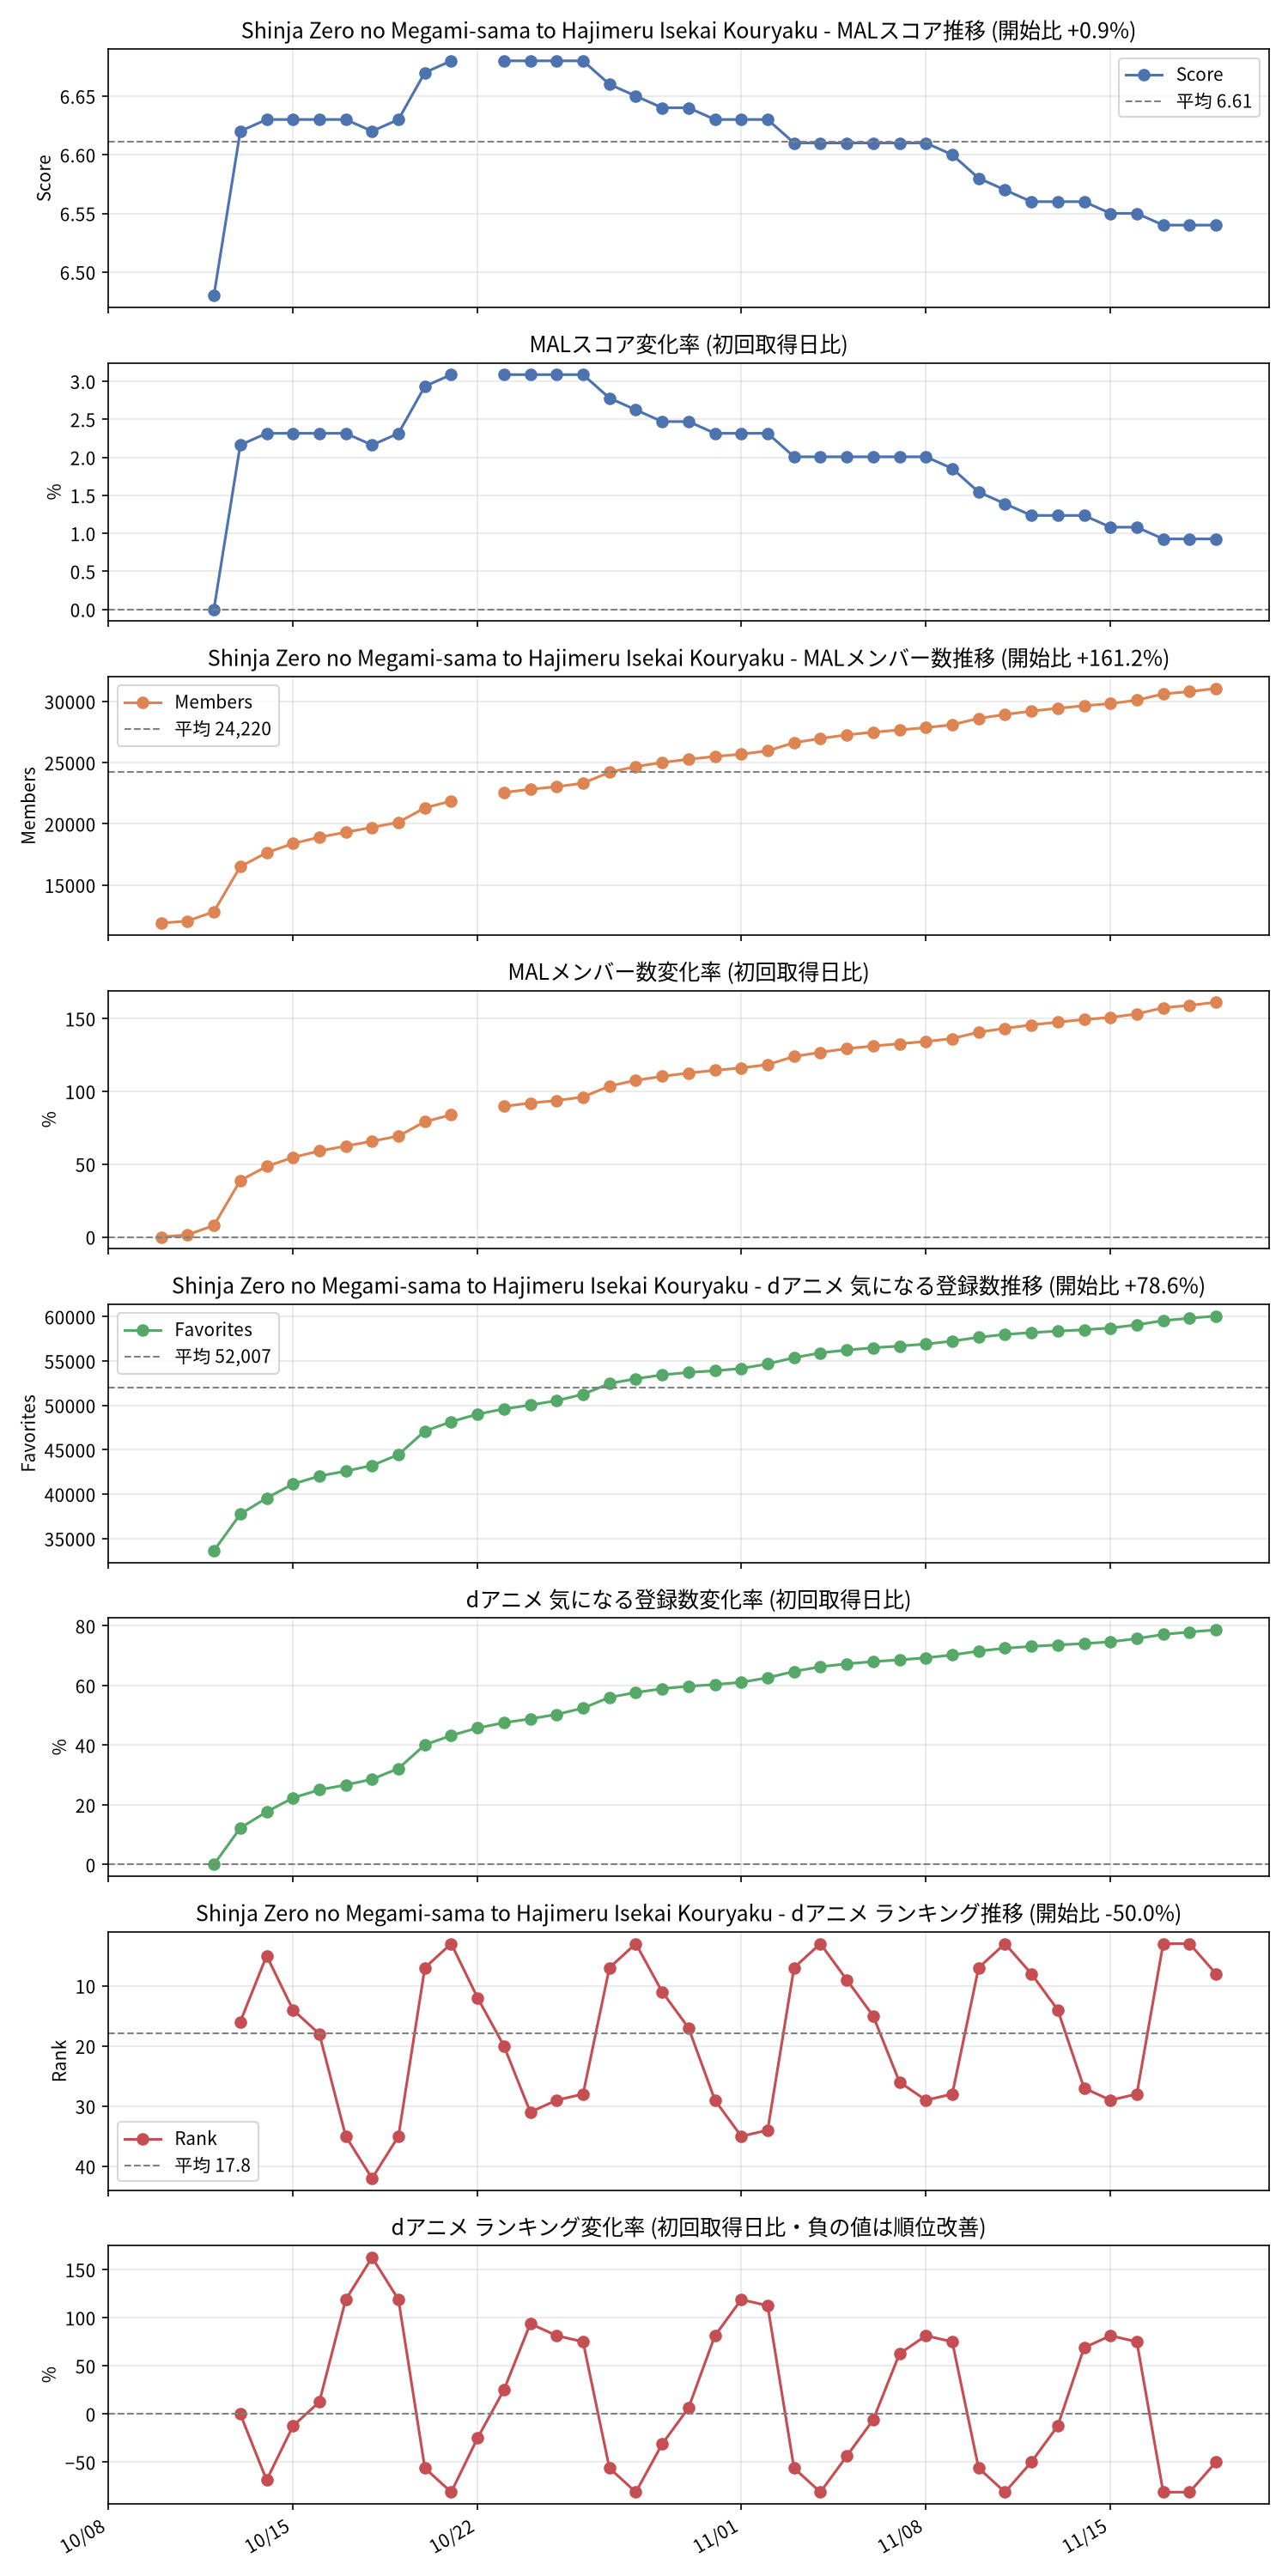 Shinja Zero no Megami-sama to Hajimeru Isekai Kouryaku - MALスコア推移 (開始比 +0.9%)
Score
平均 6.61
Score
6.65
6.60
6.55
6.50
MALスコア変化率 (初回取得日比)
%
3.0
2.5
2.0
1.5
1.0
0.5
0.0
Shinja Zero no Megami-sama to Hajimeru Isekai Kouryaku - MALメンバー数推移 (開始比 +161.2%)
Members
平均 24,220
Members
30000
25000
20000
15000
MALメンバー数変化率 (初回取得日比)
%
150
100
50
0
Shinja Zero no Megami-sama to Hajimeru Isekai Kouryaku - dアニメ 気になる登録数推移 (開始比 +78.6%)
Favorites
平均 52,007
Favorites
60000
55000
50000
45000
40000
35000
dアニメ 気になる登録数変化率 (初回取得日比)
%
80
60
40
20
0
Shinja Zero no Megami-sama to Hajimeru Isekai Kouryaku - dアニメ ランキング推移 (開始比 -50.0%)
Rank
10
20
30
40
Rank
平均 17.8
dアニメ ランキング変化率 (初回取得日比・負の値は順位改善)
%
150
100
50
0
−50
10/08
10/15
10/22
11/01
11/08
11/15